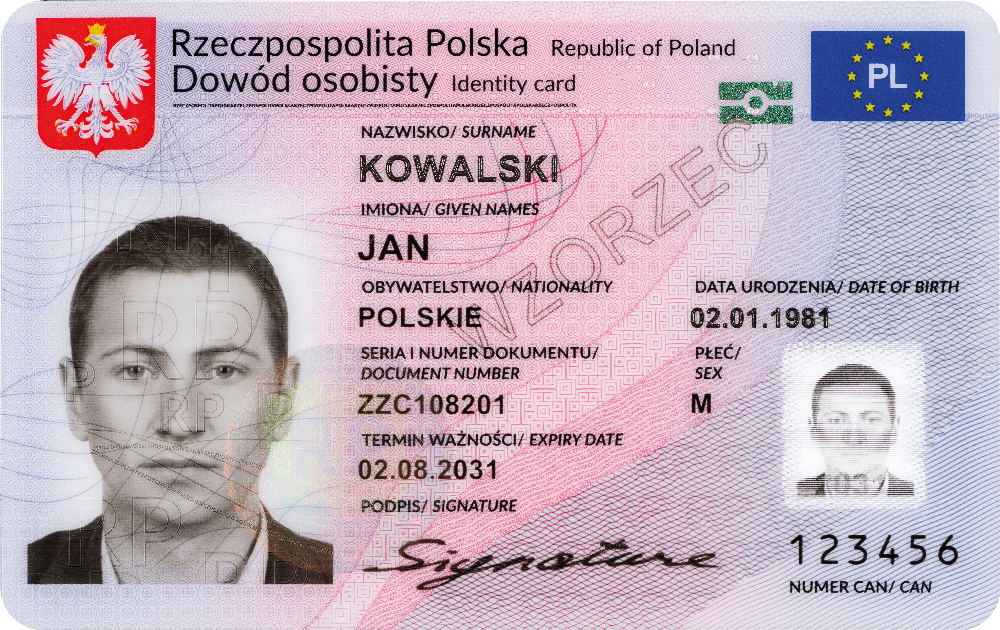 Rzeczpospolita Polska Republic of Poland
Dowód osobisty Identity card
PL
NAZWISKO/ SURNAME
KOWALSKI
IMIONA/ GIVEN NAMES
JAN
WZORZEC
OBYWATELSTWO/ NATIONALITY
POLSKIE
DATA URODZENIA/ DATE OF BIRTH
02.01.1981
SERIA I NUMER DOKUMENTU/
DOCUMENT NUMBER
ZZC108201
PŁEĆ/
SEX
M
TERMIN WAŻNOŚCI/ EXPIRY DATE
02.08.2031
PODPIS/ SIGNATURE
Signature
123456
NUMER CAN/ CAN
RP